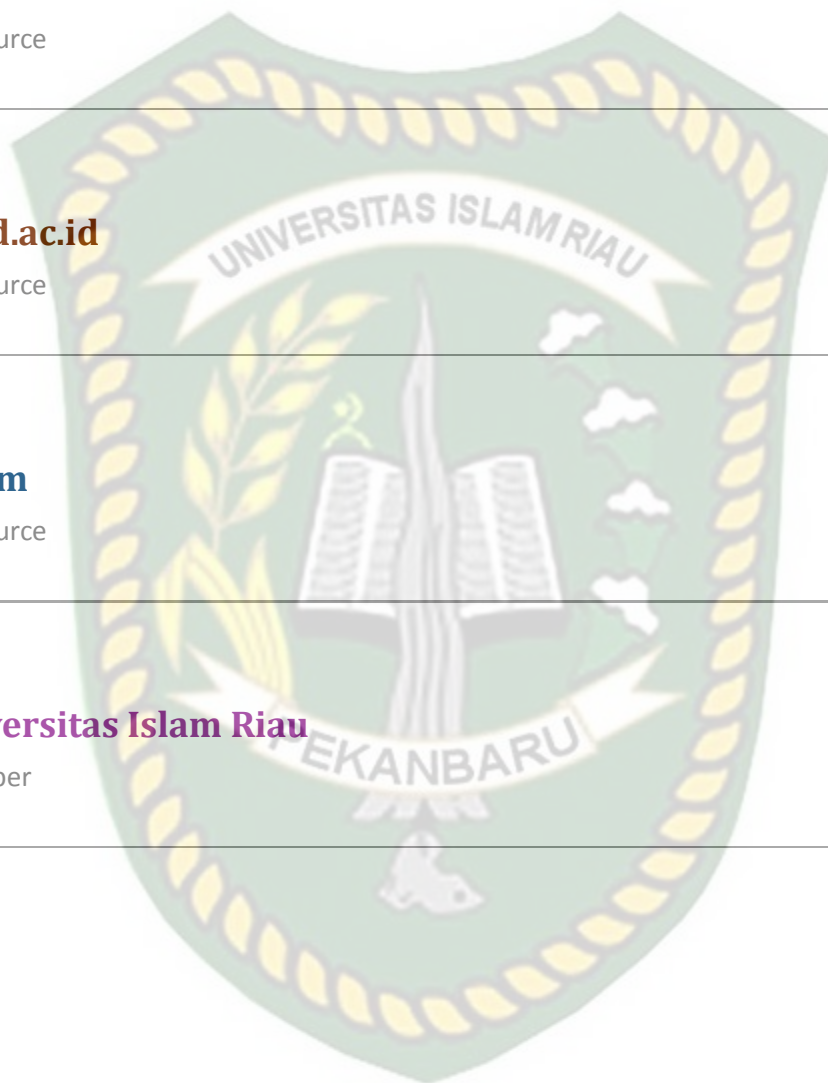 urce
d.ac.id
UNIVERSITAS ISLAM RIAU
urce
m
urce
versitas Islam Riau
PEKANBARU
per